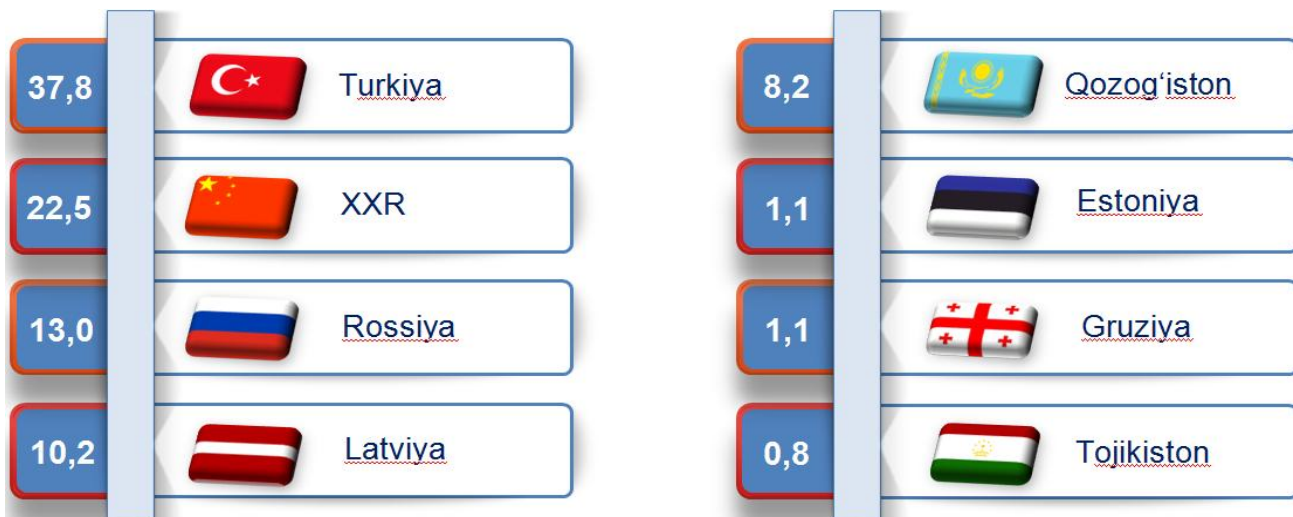 37,8 Turkiya
22,5 XXR
13,0 Rossiya
10,2 Latviya
8,2 Qozog‘iston
1,1 Estoniya
1,1 Gruziya
0,8 Tojikiston